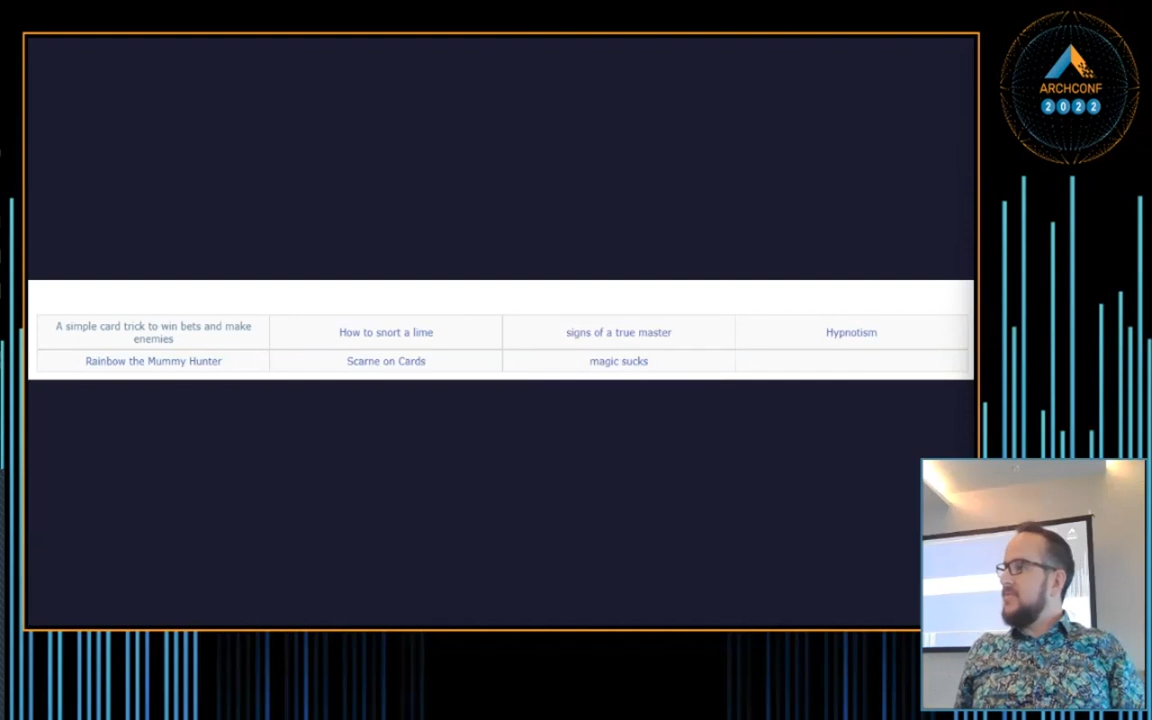 ARCHCONF
2022
A simple card trick to win bets and make
enemies
How to snort a lime
signs of a true master
Hypnotism
Rainbow the Mummy Hunter
Scarne on Cards
magic sucks